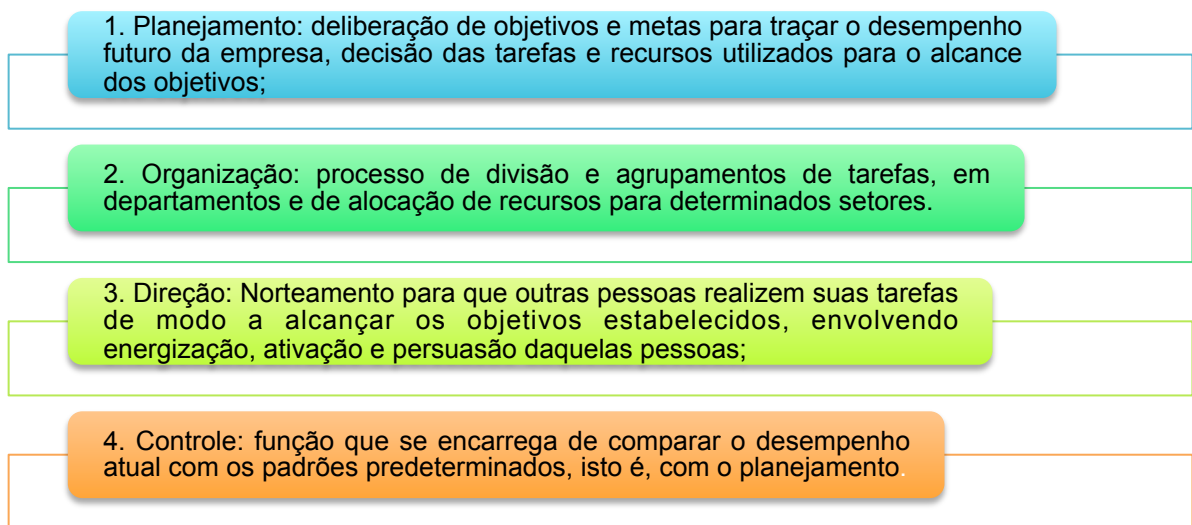 1. Planejamento: deliberação de objetivos e metas para traçar o desempenho
futuro da empresa, decisão das tarefas e recursos utilizados para o alcance
dos objetivos;
2. Organização: processo de divisão e agrupamentos de tarefas, em
departamentos e de alocação de recursos para determinados setores.
3. Direção: Norteamento para que outras pessoas realizem suas tarefas
de modo a alcançar os objetivos estabelecidos, envolvendo
energização, ativação e persuasão daquelas pessoas;
4. Controle: função que se encarrega de comparar o desempenho
atual com os padrões predeterminados, isto é, com o planejamento.